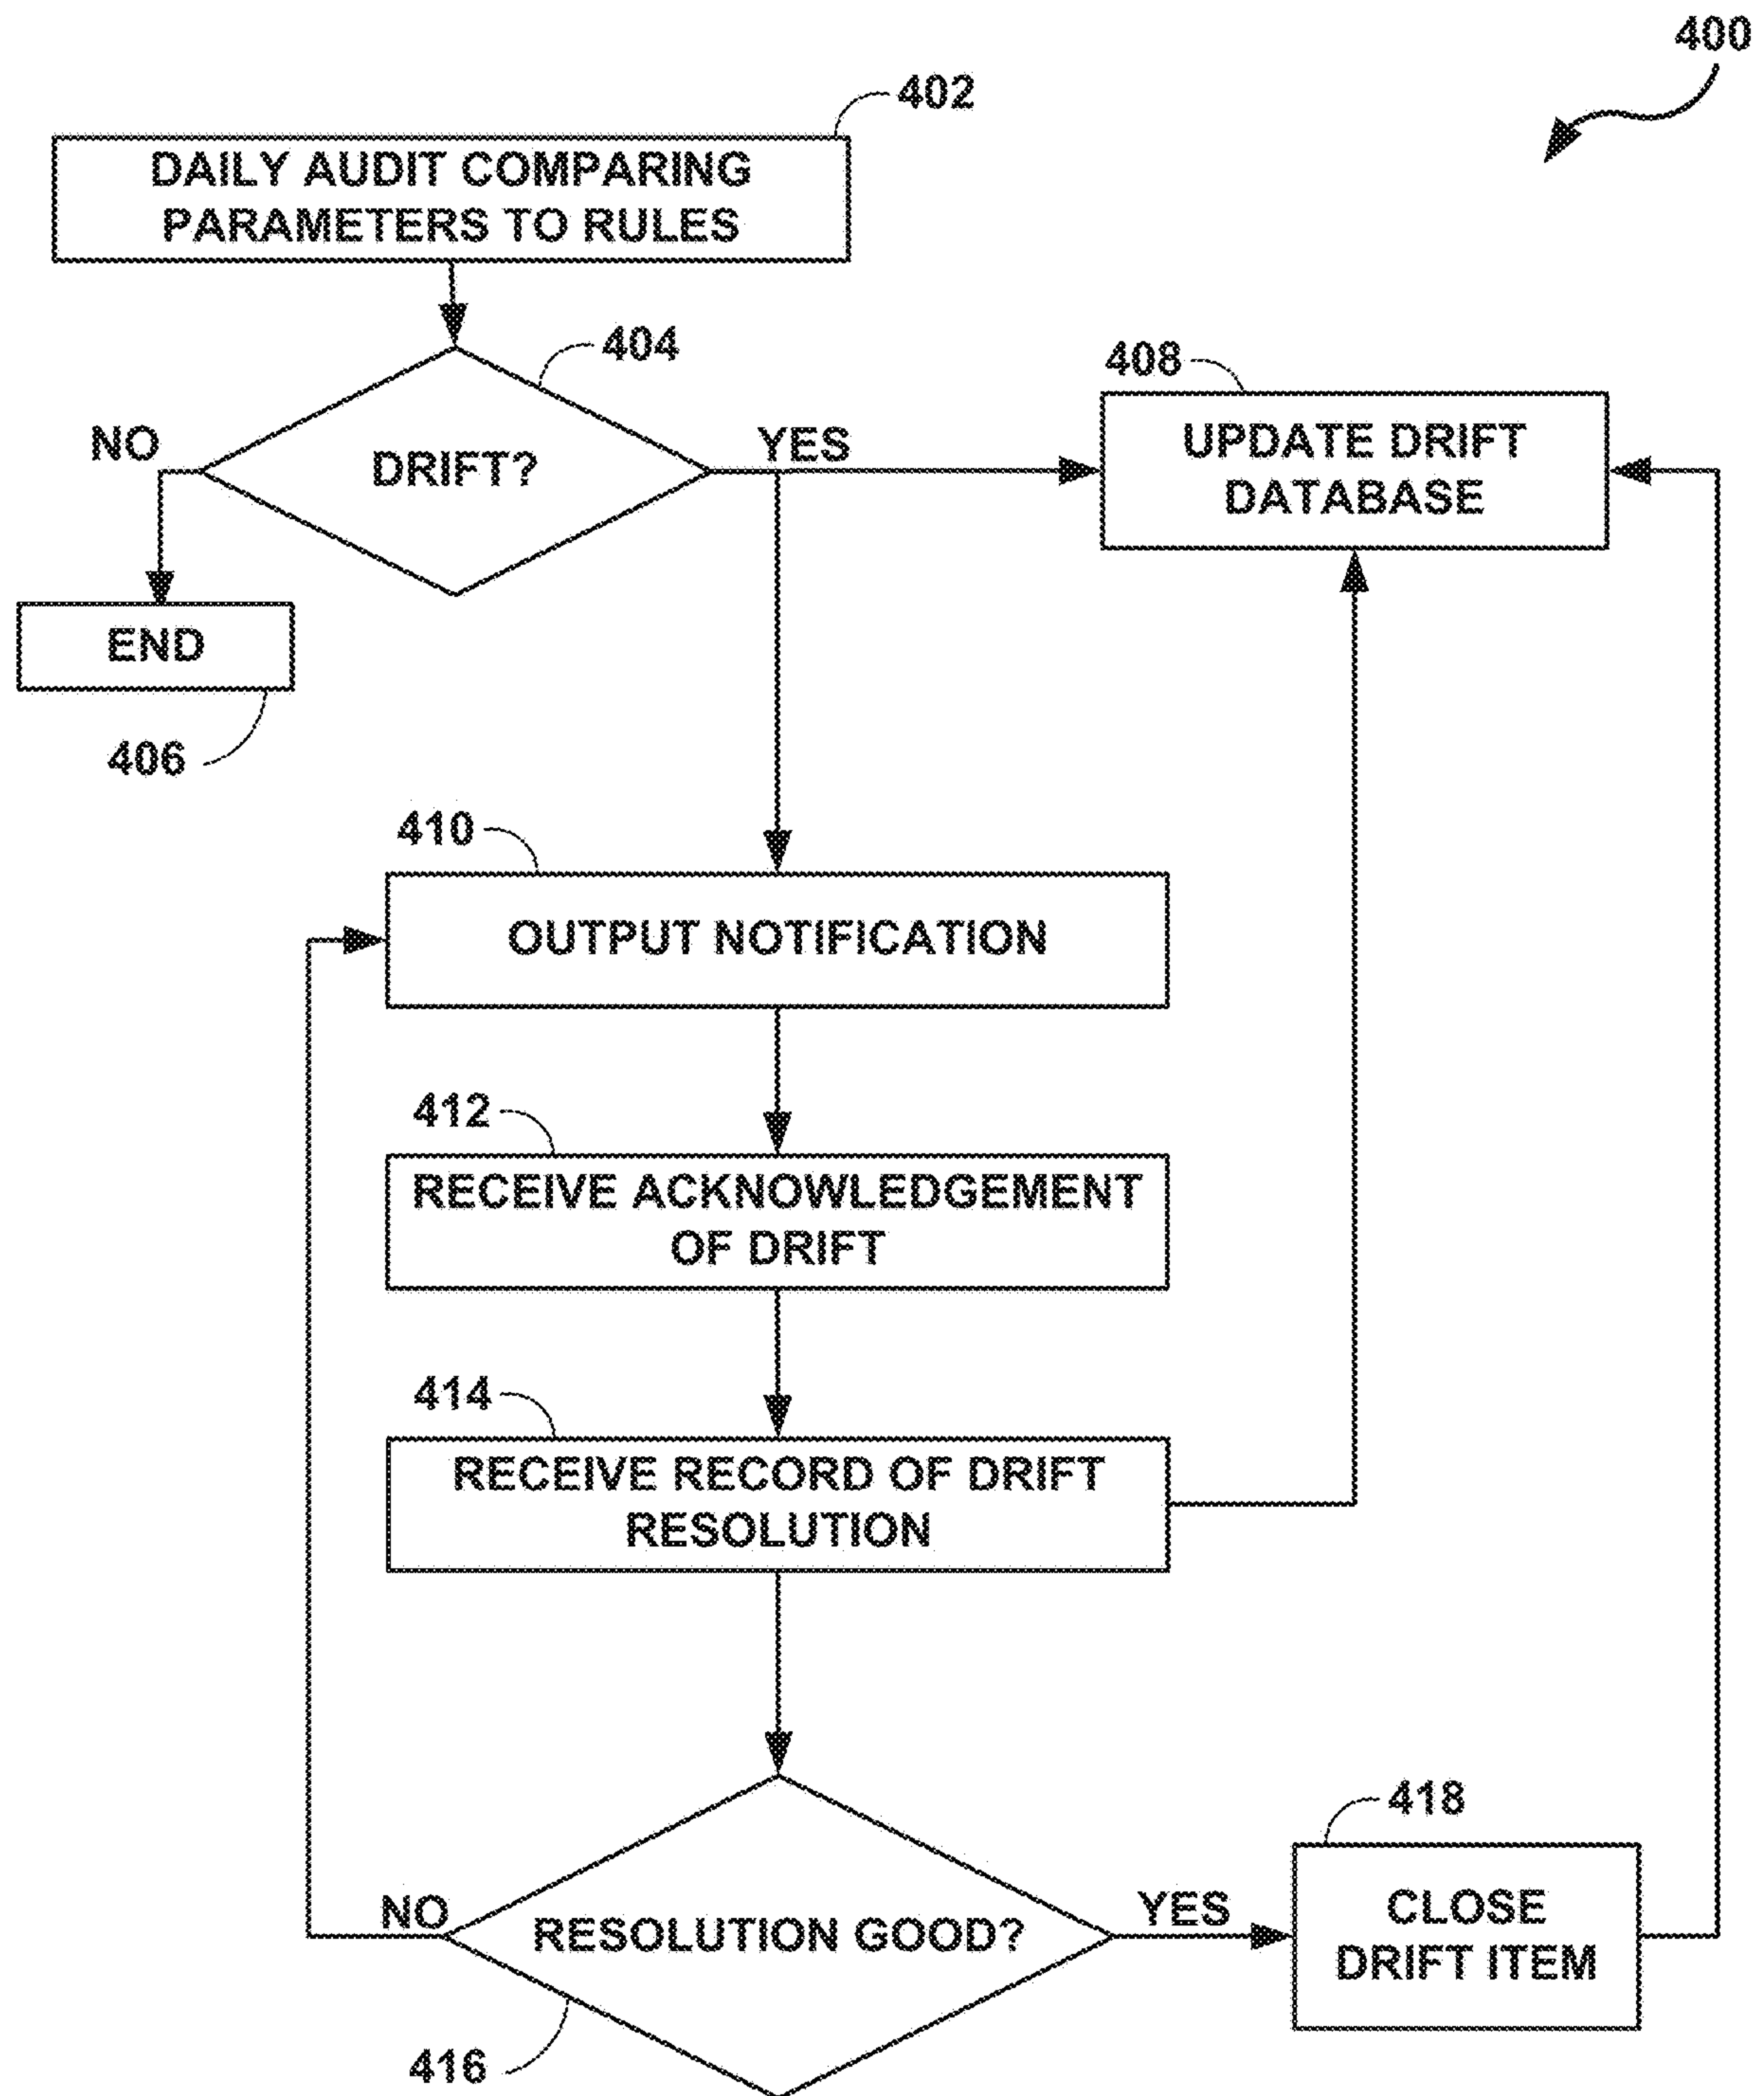 400
402
DAILY AUDIT COMPARING
PARAMETERS TO RULES
404
408
NO
DRIFT?
YES
UPDATE DRIFT
DATABASE
END
406
410
OUTPUT NOTIFICATION
412
RECEIVE ACKNOWLEDGEMENT
OF DRIFT
414
RECEIVE RECORD OF DRIFT
RESOLUTION
418
NO
RESOLUTION GOOD?
YES
CLOSE
DRIFT ITEM
416